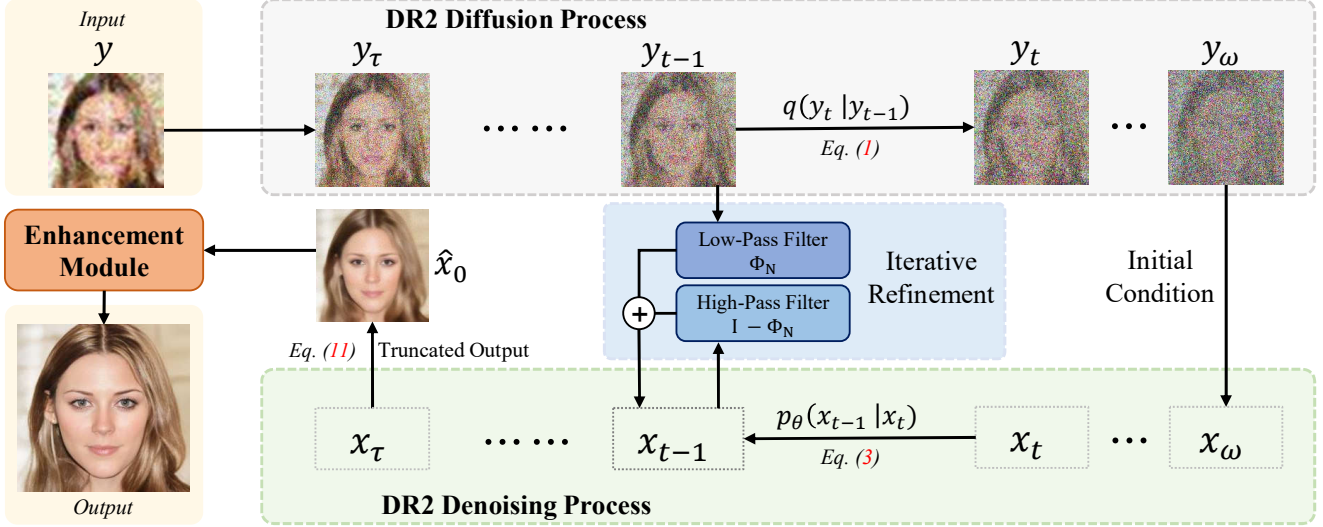 Input
y
DR2 Diffusion Process
y_τ
y_{t−1}
y_t
y_ω
⋯⋯
q(y_t |y_{t−1})
Eq. (1)
⋯
Enhancement
Module
x̂_0
Low-Pass Filter
Φ_N
High-Pass Filter
I − Φ_N
+
Iterative
Refinement
Initial
Condition
Eq. (11)
Truncated Output
x_τ
⋯⋯
x_{t−1}
p_θ(x_{t−1} |x_t)
Eq. (3)
x_t
⋯
x_ω
DR2 Denoising Process
Output